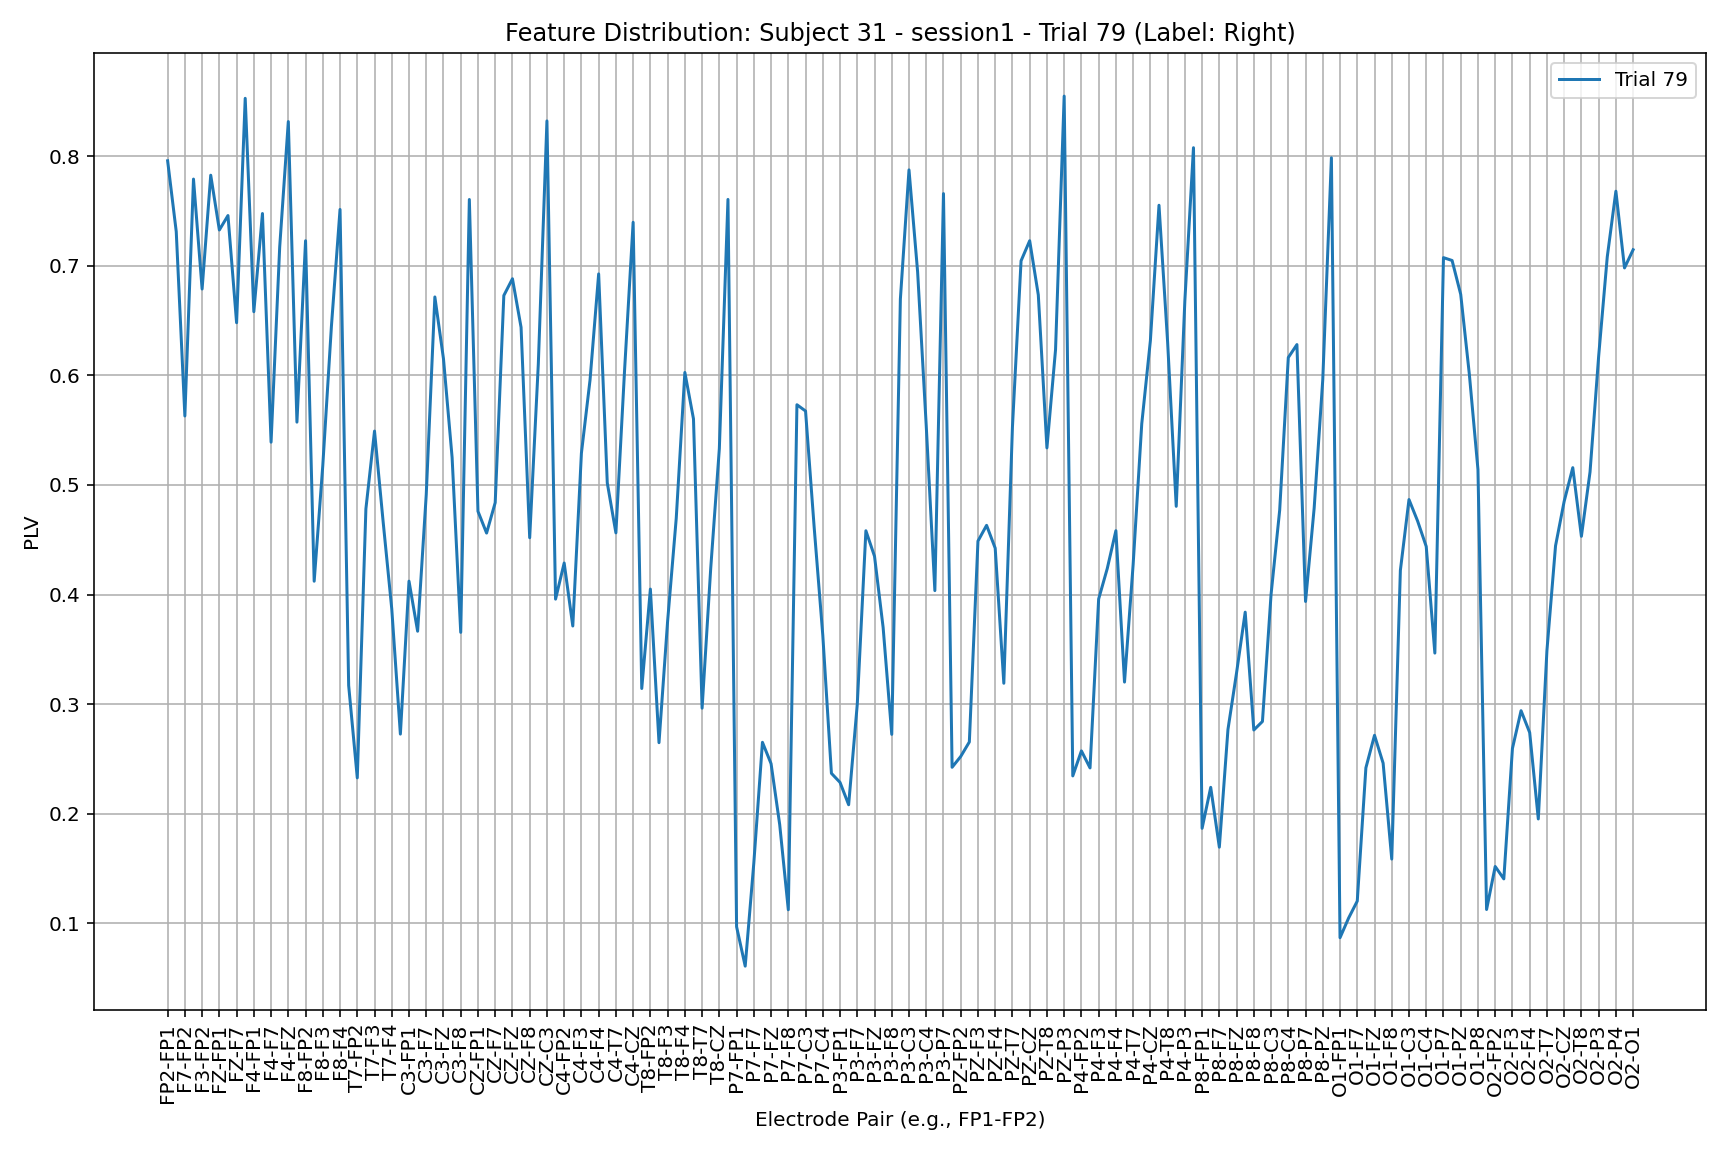 Feature Distribution: Subject 31 - session1 - Trial 79 (Label: Right)
Trial 79
PLV
0.8
0.7
0.6
0.5
0.4
0.3
0.2
0.1
FP2-FP1
F7-FP2
F3-FP2
FZ-FP1
FZ-F7
F4-FP1
F4-F7
F4-FZ
F8-FP2
F8-F3
F8-F4
T7-FP2
T7-F3
T7-F4
C3-FP1
C3-F7
C3-FZ
C3-F8
CZ-FP1
CZ-F7
CZ-FZ
CZ-F8
CZ-C3
C4-FP2
C4-F3
C4-F4
C4-T7
C4-CZ
T8-FP2
T8-F3
T8-F4
T8-T7
T8-CZ
P7-FP1
P7-F7
P7-FZ
P7-F8
P7-C3
P7-C4
P3-FP1
P3-F7
P3-FZ
P3-F8
P3-C3
P3-C4
P3-P7
PZ-FP2
PZ-F3
PZ-F4
PZ-T7
PZ-CZ
PZ-T8
PZ-P3
P4-FP2
P4-F3
P4-F4
P4-T7
P4-CZ
P4-T8
P4-P3
P8-FP1
P8-F7
P8-FZ
P8-F8
P8-C3
P8-C4
P8-P7
P8-PZ
O1-FP1
O1-F7
O1-FZ
O1-F8
O1-C3
O1-C4
O1-P7
O1-PZ
O1-P8
O2-FP2
O2-F3
O2-F4
O2-T7
O2-CZ
O2-T8
O2-P3
O2-P4
O2-O1
Electrode Pair (e.g., FP1-FP2)